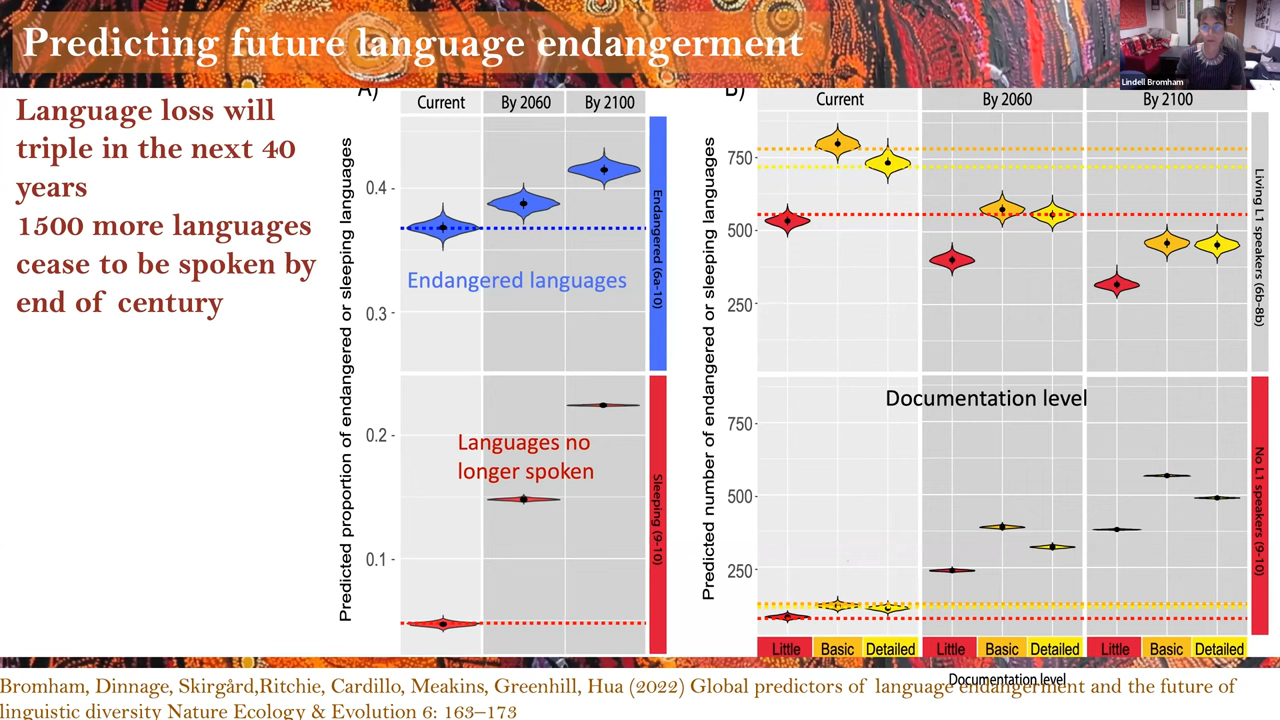 Predicting future language endangerment
Lindell Bromham
Language loss will
triple in the next 40
years
1500 more languages
cease to be spoken by
end of century
A)
Current
By 2060
By 2100
Predicted proportion of endangered or sleeping languages
0.4
0.3
0.2
0.1
Endangered languages
Endangered (6a-10)
Languages no
longer spoken
Sleeping (9-10)
B)
Current
By 2060
By 2100
Predicted number of endangered or sleeping languages
750
500
250
Living L1 speakers (6b-8b)
Documentation level
750
500
250
No L1 speakers (9-10)
Little Basic Detailed Little Basic Detailed Little Basic Detailed
Documentation level
Bromham, Dinnage, Skirgård,Ritchie, Cardillo, Meakins, Greenhill, Hua (2022) Global predictors of language endangerment and the future of
linguistic diversity Nature Ecology & Evolution 6: 163–173